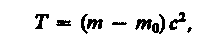 T = (m − m₀) c²,